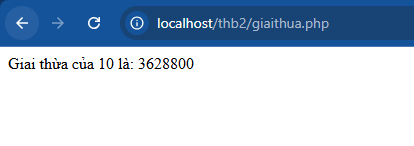 localhost/thb2/giaithua.php
Giai thừa của 10 là: 3628800